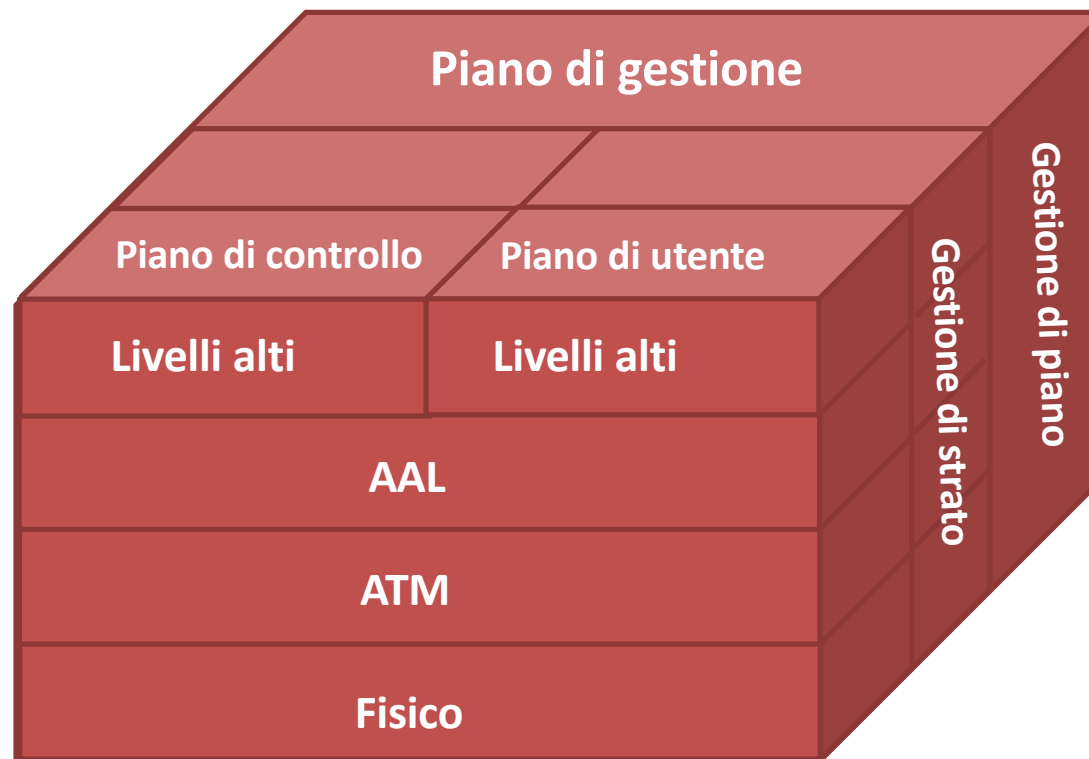 Piano di gestione
Piano di controllo
Piano di utente
Livelli alti
Livelli alti
AAL
ATM
Fisico
Gestione di strato
Gestione di piano